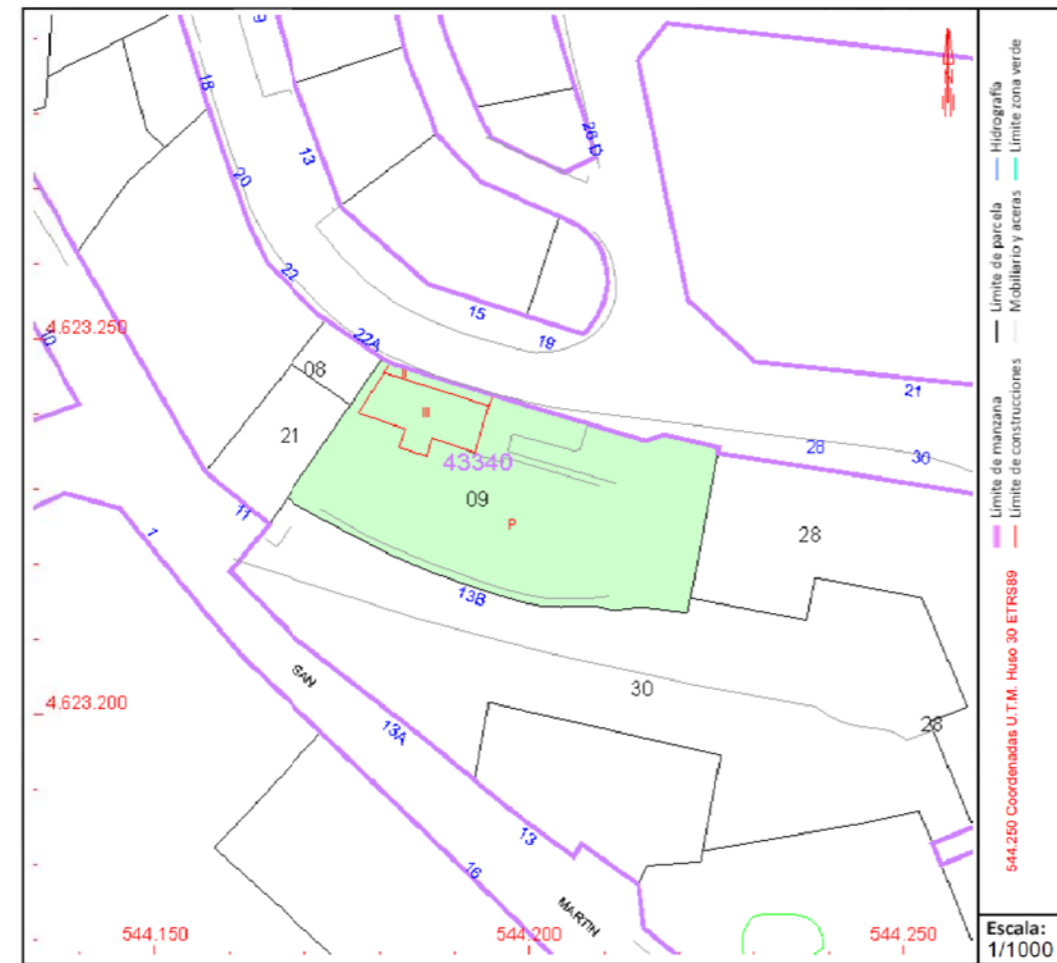 18
9
13
26 D
20
22
4.623.250
10
15
19
22A
21
08
II
III
28
30
21
43340
09
P
28
11
1
13B
SAN
30
4.623.200
13A
28
13
16
MARTIN
544.150
544.200
544.250
Límite de manzana
Límite de parcela
Hidrografía
Límite de construcciones
Mobiliario y aceras
Límite zona verde
544.250 Coordenadas U.T.M. Huso 30 ETRS89
Escala:
1/1000